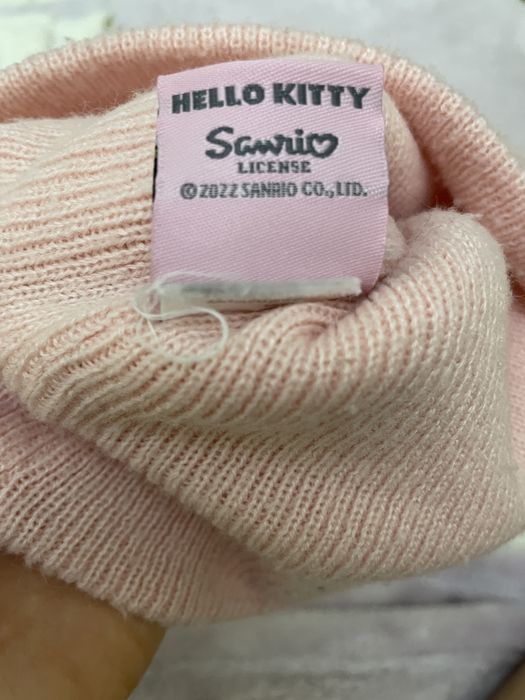 HELLO KITTY
Sanrio
LICENSE
©2022 SANRIO CO.,LTD.